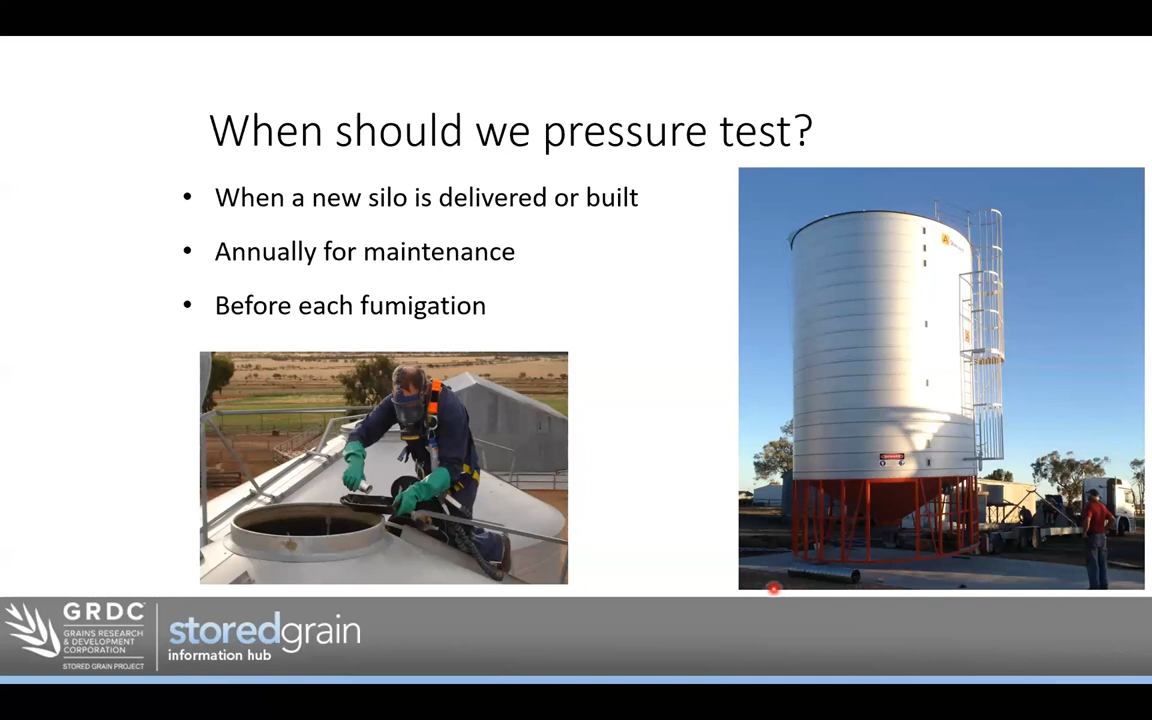 When should we pressure test?
• When a new silo is delivered or built
• Annually for maintenance
• Before each fumigation
GRDC
GRAINS RESEARCH
& DEVELOPMENT
CORPORATION
STORED GRAIN PROJECT
storedgrain
information hub